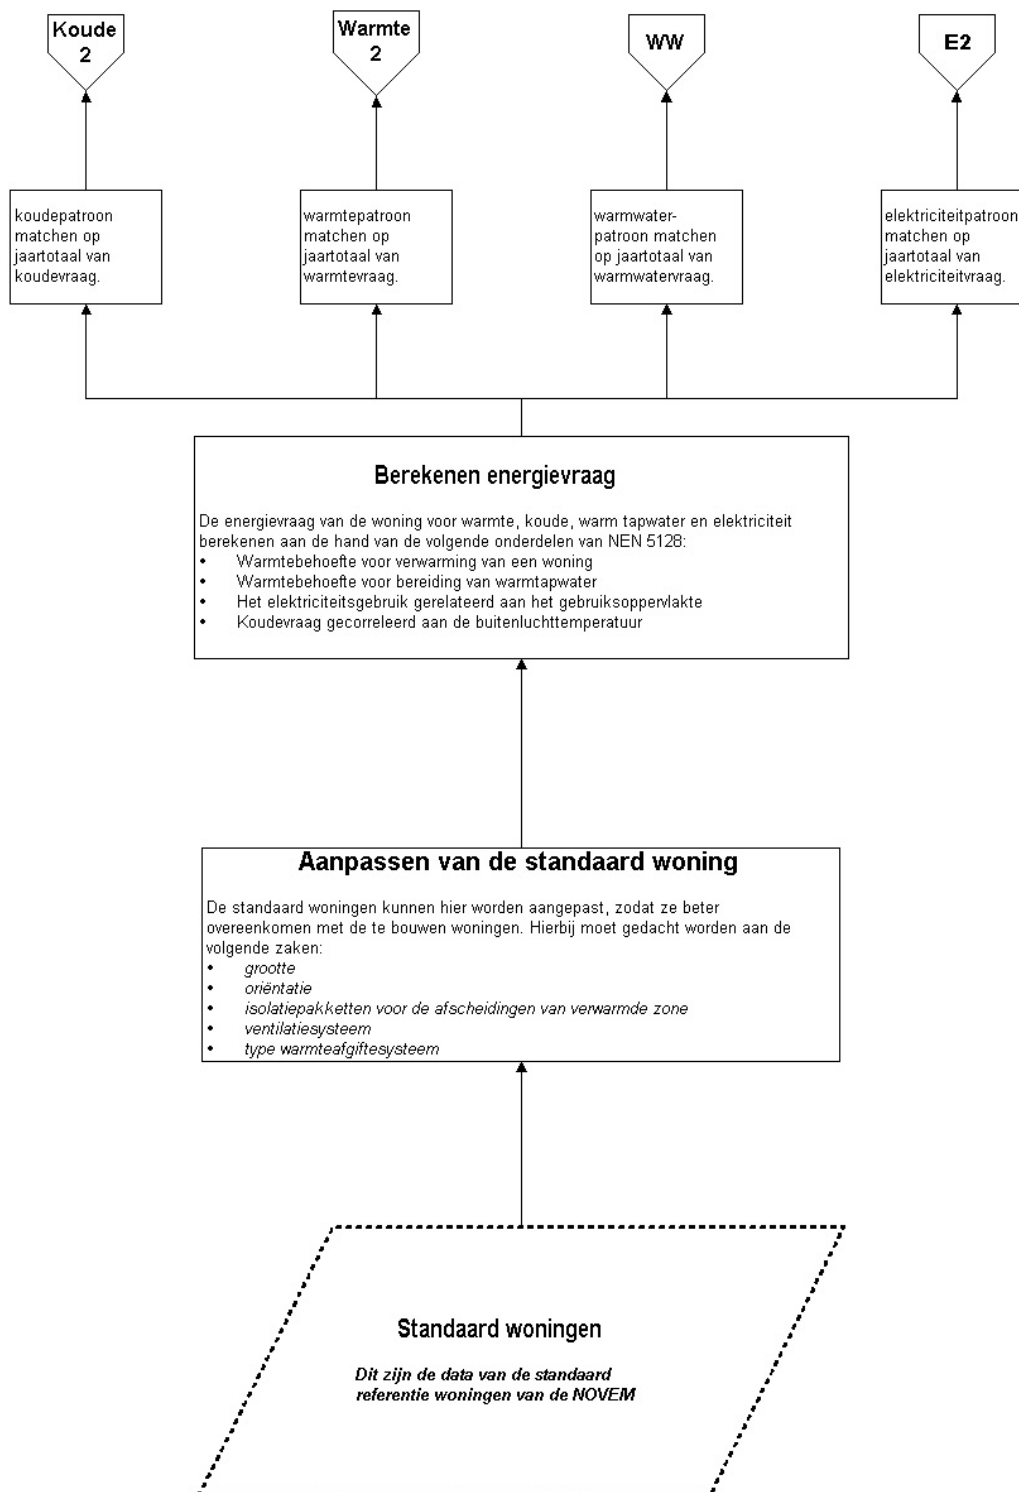 Koude
2
Warmte
2
WW
E2
koudepatroon
matchen op
jaartotaal van
koudevraag.
warmtepatroon
matchen op
jaartotaal van
warmtevraag.
warmwater-
patroon matchen
op jaartotaal van
warmwatervraag.
elektriciteitpatroon
matchen op
jaartotaal van
elektriciteitvraag.
Berekenen energievraag
De energievraag van de woning voor warmte, koude, warm tapwater en elektriciteit
berekenen aan de hand van de volgende onderdelen van NEN 5128:
• Warmtebehoefte voor verwarming van een woning
• Warmtebehoefte voor bereiding van warmtapwater
• Het elektriciteitsgebruik gerelateerd aan het gebruiksoppervlakte
• Koudevraag gecorreleerd aan de buitenluchttemperatuur
Aanpassen van de standaard woning
De standaard woningen kunnen hier worden aangepast, zodat ze beter
overeenkomen met de te bouwen woningen. Hierbij moet gedacht worden aan de
volgende zaken:
• grootte
• oriëntatie
• isolatiepakketten voor de afscheidingen van verwarmde zone
• ventilatiesysteem
• type warmteafgiftesysteem
Standaard woningen
Dit zijn de data van de standaard
referentie woningen van de NOVEM